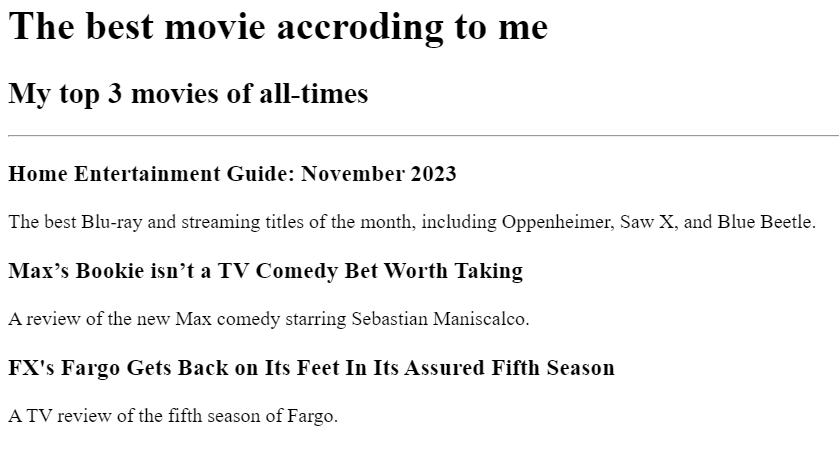 The best movie accroding to me
My top 3 movies of all-times
Home Entertainment Guide: November 2023
The best Blu-ray and streaming titles of the month, including Oppenheimer, Saw X, and Blue Beetle.
Max’s Bookie isn’t a TV Comedy Bet Worth Taking
A review of the new Max comedy starring Sebastian Maniscalco.
FX's Fargo Gets Back on Its Feet In Its Assured Fifth Season
A TV review of the fifth season of Fargo.